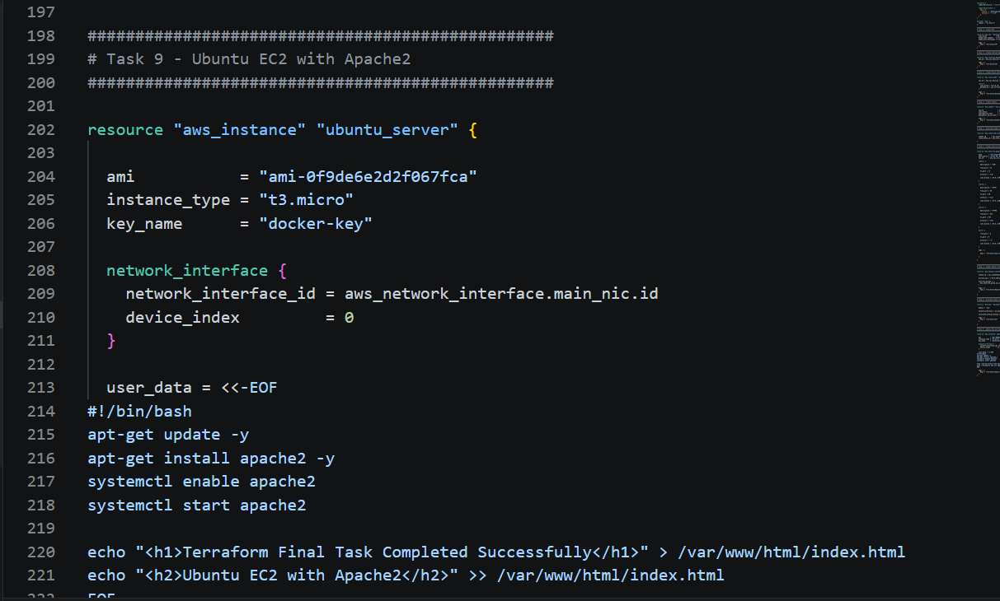 197
198 #################################################
199 # Task 9 - Ubuntu EC2 with Apache2
200 #################################################
201
202 resource "aws_instance" "ubuntu_server" {
203
204   ami           = "ami-0f9de6e2d2f067fca"
205   instance_type = "t3.micro"
206   key_name      = "docker-key"
207
208   network_interface {
209     network_interface_id = aws_network_interface.main_nic.id
210     device_index         = 0
211   }
212
213   user_data = <<-EOF
214 #!/bin/bash
215 apt-get update -y
216 apt-get install apache2 -y
217 systemctl enable apache2
218 systemctl start apache2
219
220 echo "<h1>Terraform Final Task Completed Successfully</h1>" > /var/www/html/index.html
221 echo "<h2>Ubuntu EC2 with Apache2</h2>" >> /var/www/html/index.html
222 EOF